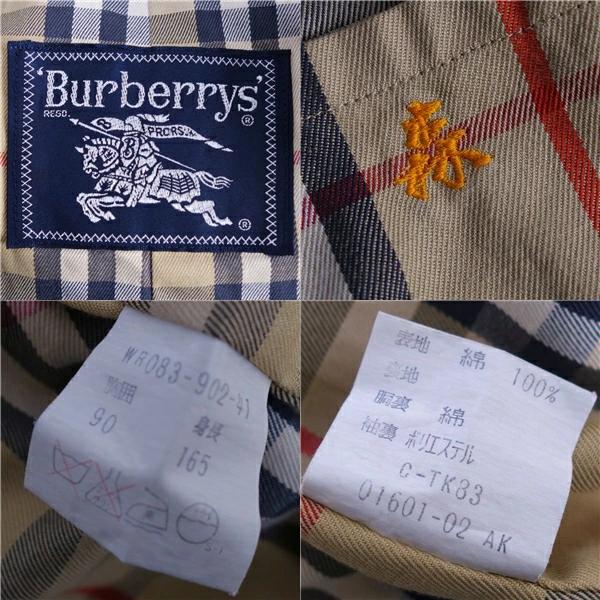 'Burberrys'
REGD.
®
PRORSUM
®
WR083-902-41
胸囲
90
身長
165
表地 綿 100%
裏地
胴裏 綿
袖裏 ポリエステル
C-TK83
01601-02 AK